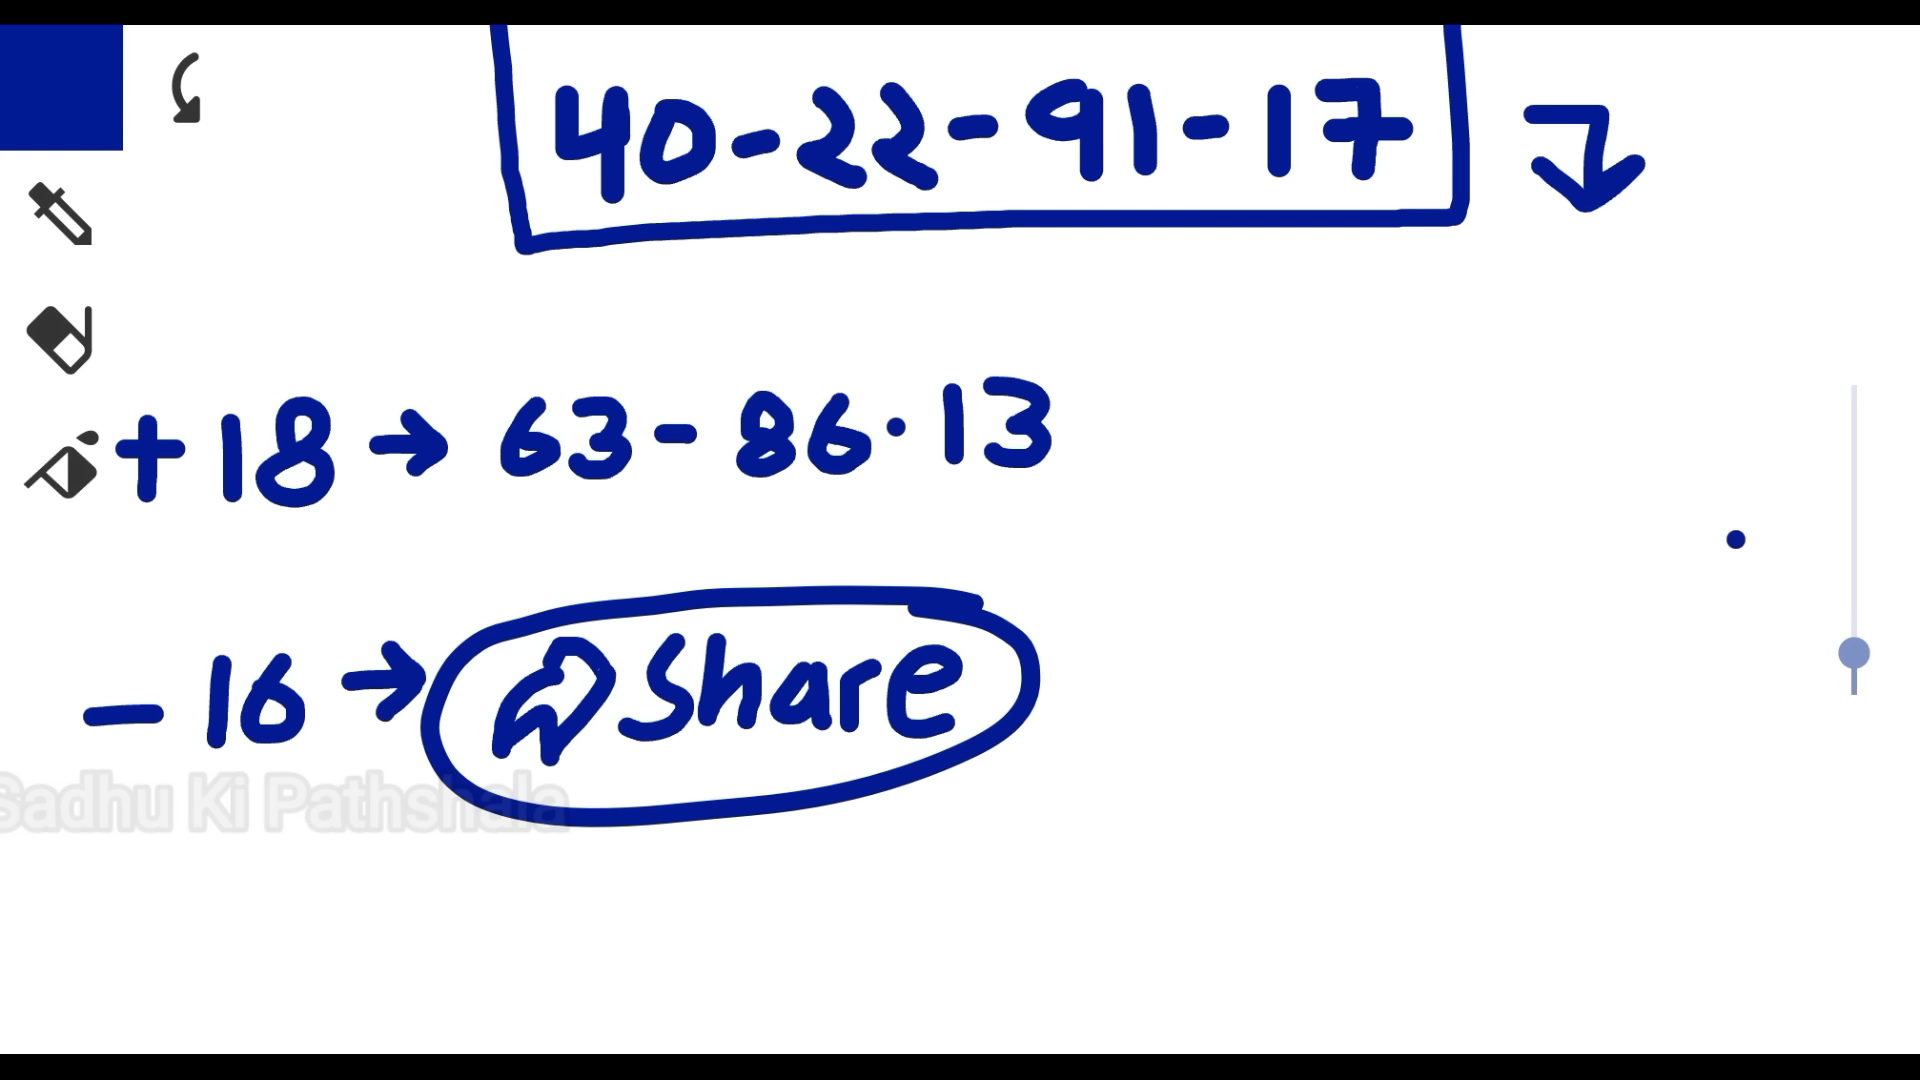 40-22-91-17
+ 18 → 63-86.13
- 16 → Share
Sadhu Ki Pathshala